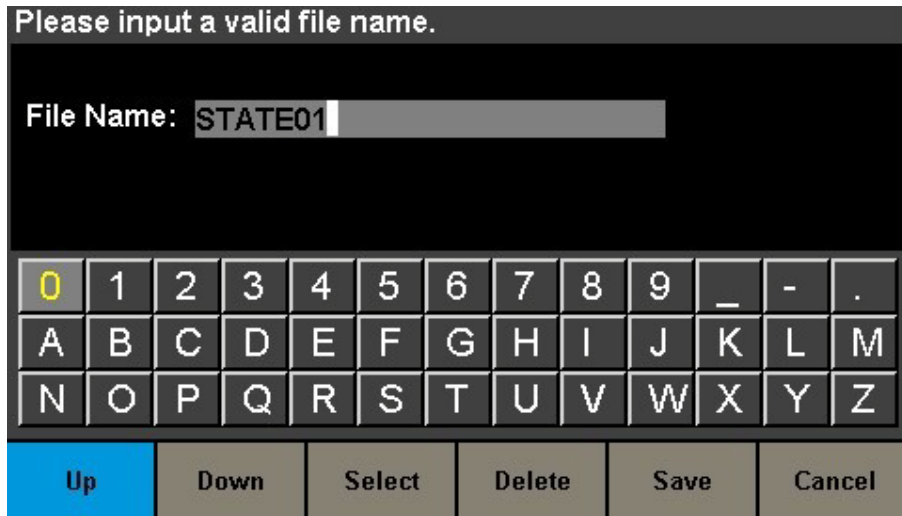 Please input a valid file name.
File Name: STATE01
0 1 2 3 4 5 6 7 8 9 _ - .
A B C D E F G H I J K L M
N O P Q R S T U V W X Y Z
Up Down Select Delete Save Cancel